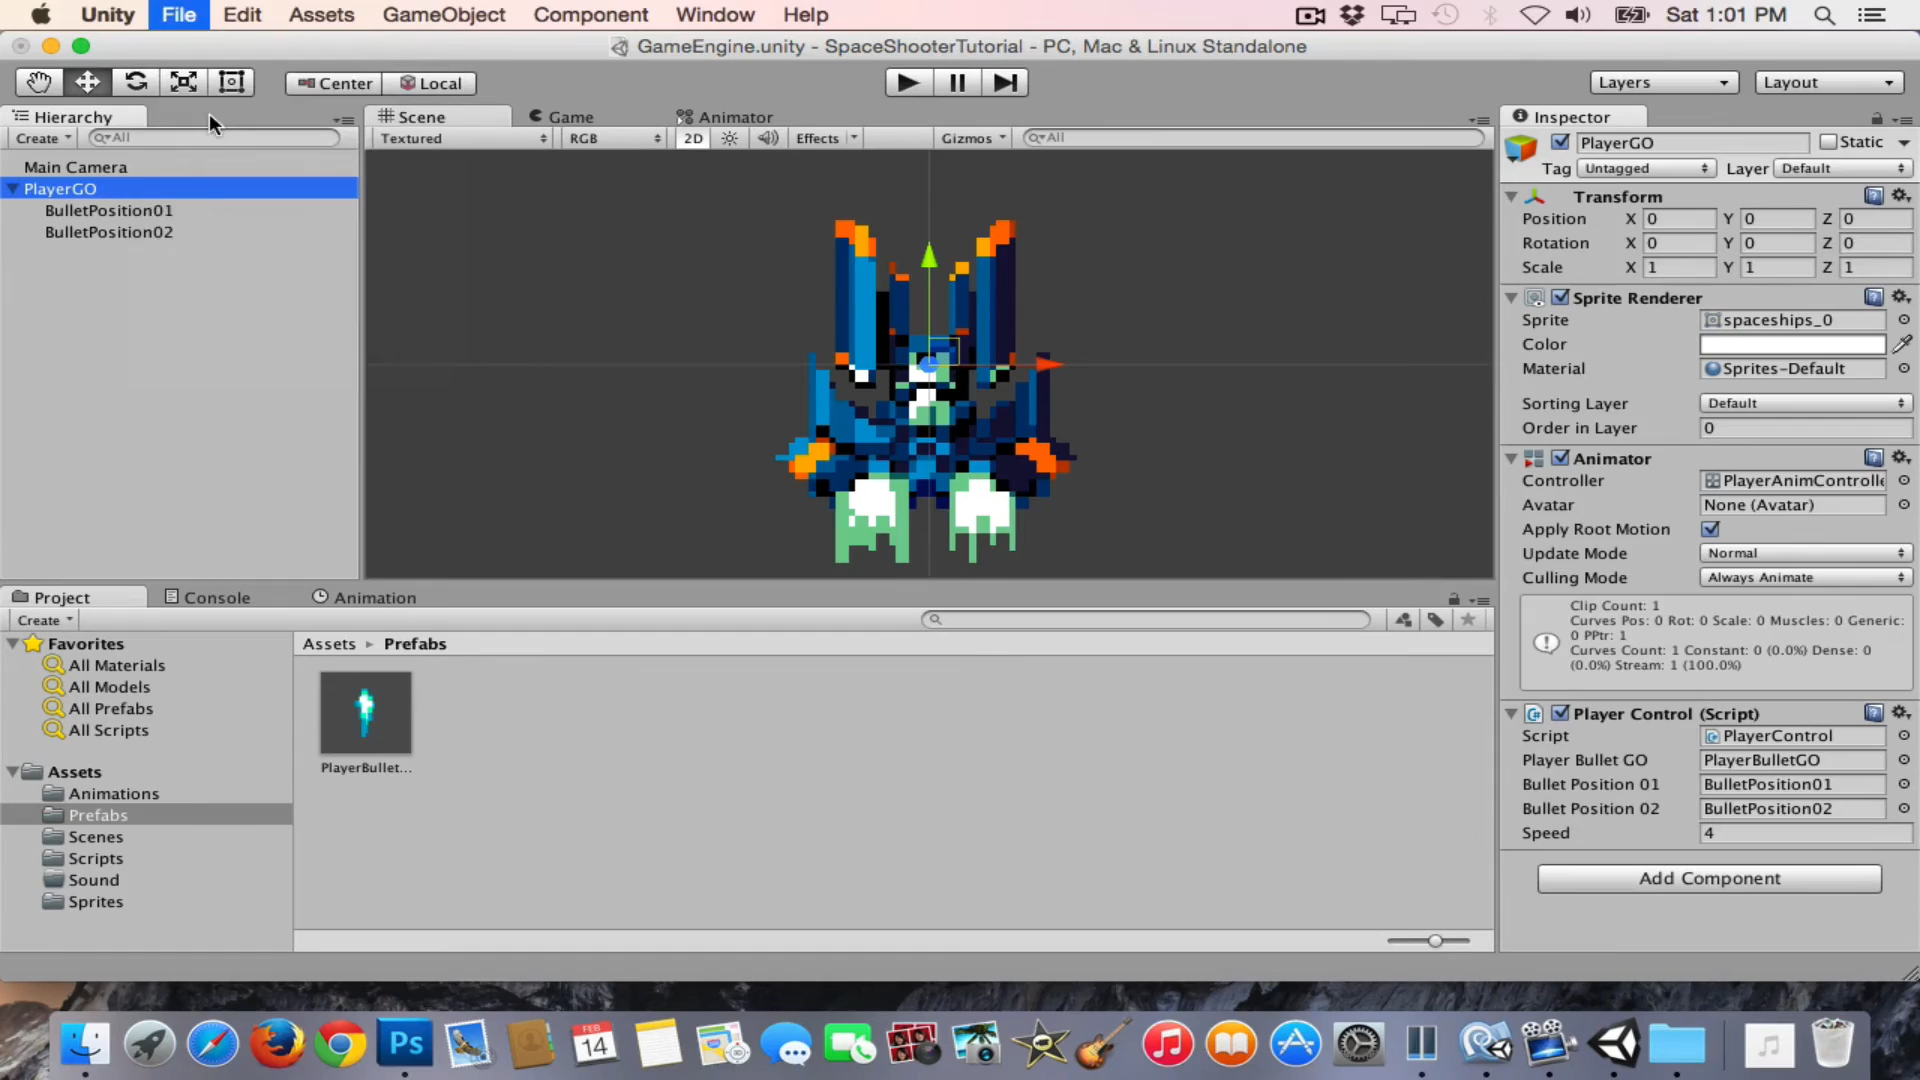 Unity File Edit Assets GameObject Component Window Help Sat 1:01 PM
GameEngine.unity - SpaceShooterTutorial - PC, Mac & Linux Standalone
Center Local Layers Layout
Hierarchy Scene Game Animator Inspector
Create All Textured RGB 2D Effects Gizmos All
PlayerGO Static
Tag Untagged Layer Default
Main Camera
PlayerGO
BulletPosition01
BulletPosition02
Transform
Position X 0 Y 0 Z 0
Rotation X 0 Y 0 Z 0
Scale X 1 Y 1 Z 1
Sprite Renderer
Sprite spaceships_0
Color
Material Sprites-Default
Sorting Layer Default
Order in Layer 0
Animator
Controller PlayerAnimControlle
Avatar None (Avatar)
Apply Root Motion
Update Mode Normal
Culling Mode Always Animate
Clip Count: 1
Curves Pos: 0 Rot: 0 Scale: 0 Muscles: 0 Generic:
0 PPtr: 1
Curves Count: 1 Constant: 0 (0.0%) Dense: 0
(0.0%) Stream: 1 (100.0%)
Player Control (Script)
Script PlayerControl
Player Bullet GO PlayerBulletGO
Bullet Position 01 BulletPosition01
Bullet Position 02 BulletPosition02
Speed 4
Add Component
Project Console Animation
Create
Favorites
All Materials
All Models
All Prefabs
All Scripts
Assets
Animations
Prefabs
Scenes
Scripts
Sound
Sprites
Assets Prefabs
PlayerBullet...
Ps
FEB
14